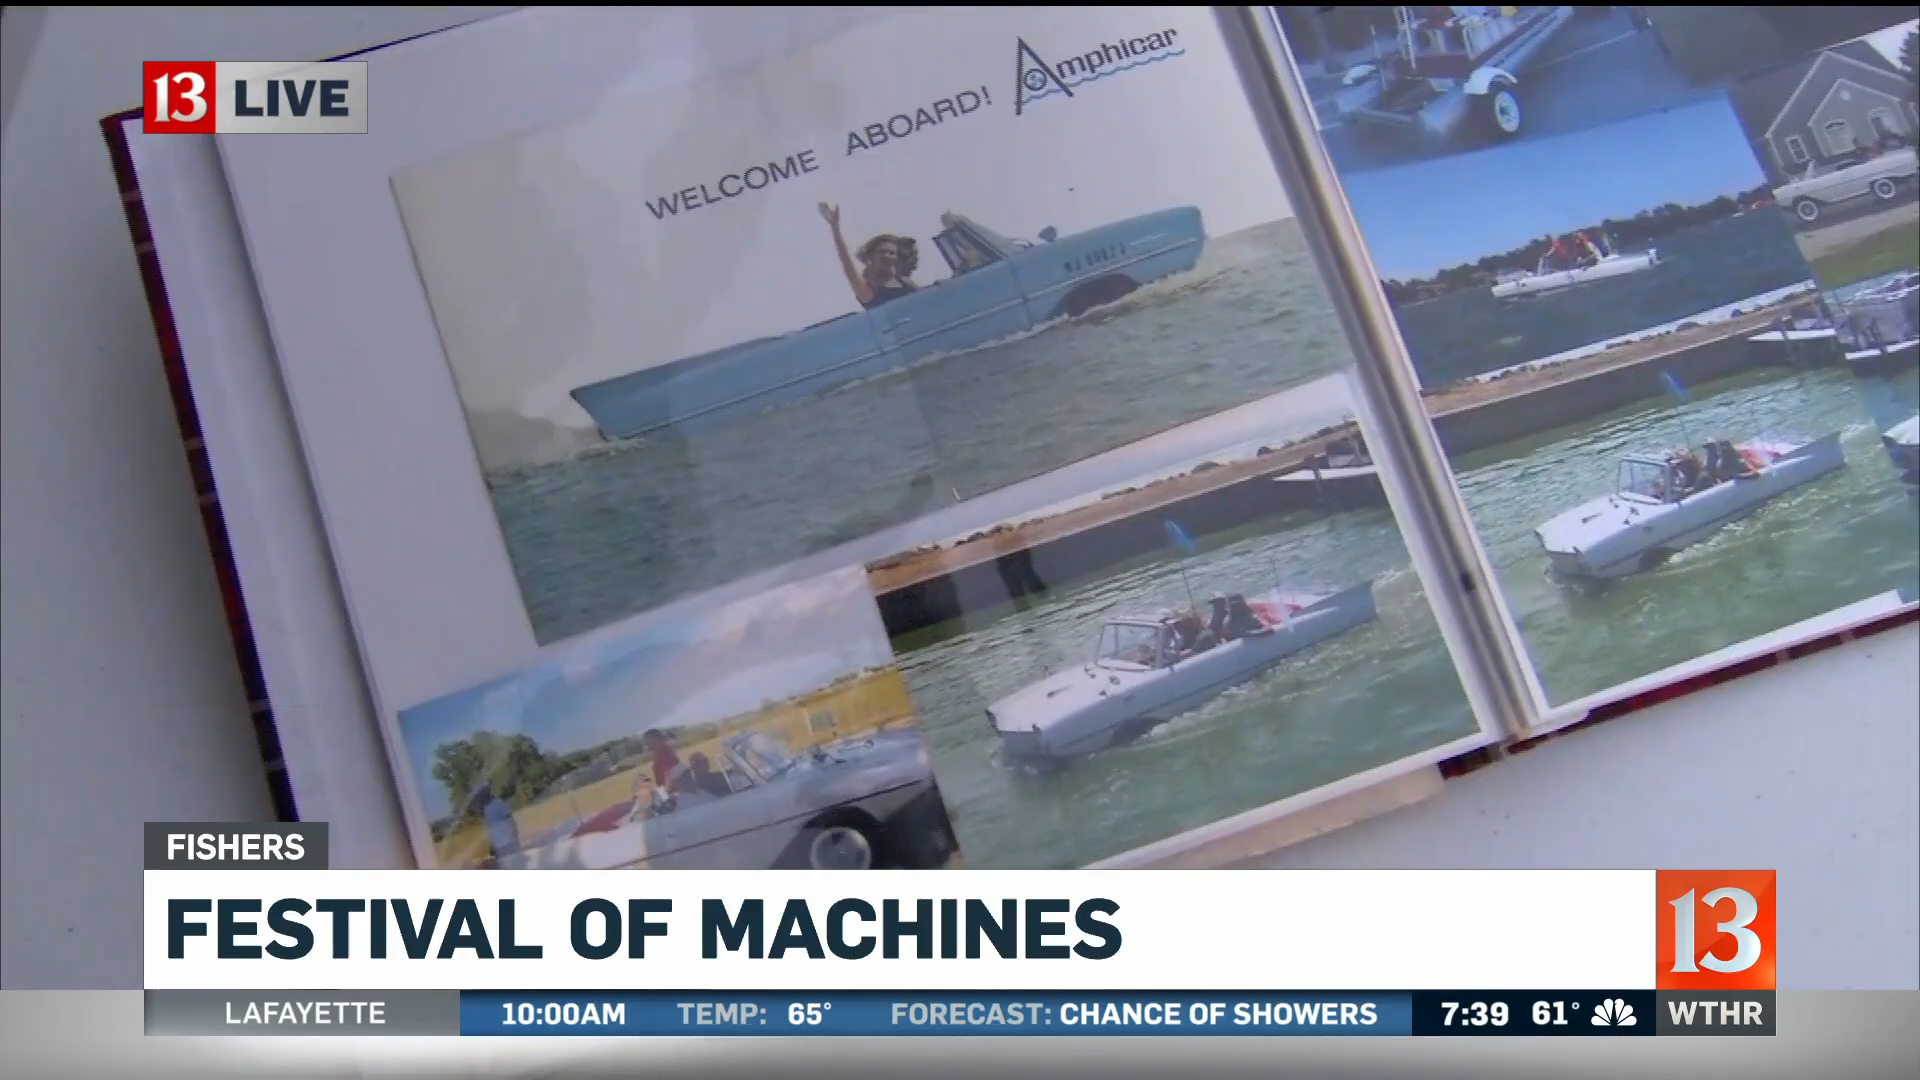 13 LIVE
WELCOME ABOARD! Amphicar
FISHERS
FESTIVAL OF MACHINES
13
LAFAYETTE 10:00AM TEMP: 65° FORECAST: CHANCE OF SHOWERS 7:39 61° WTHR